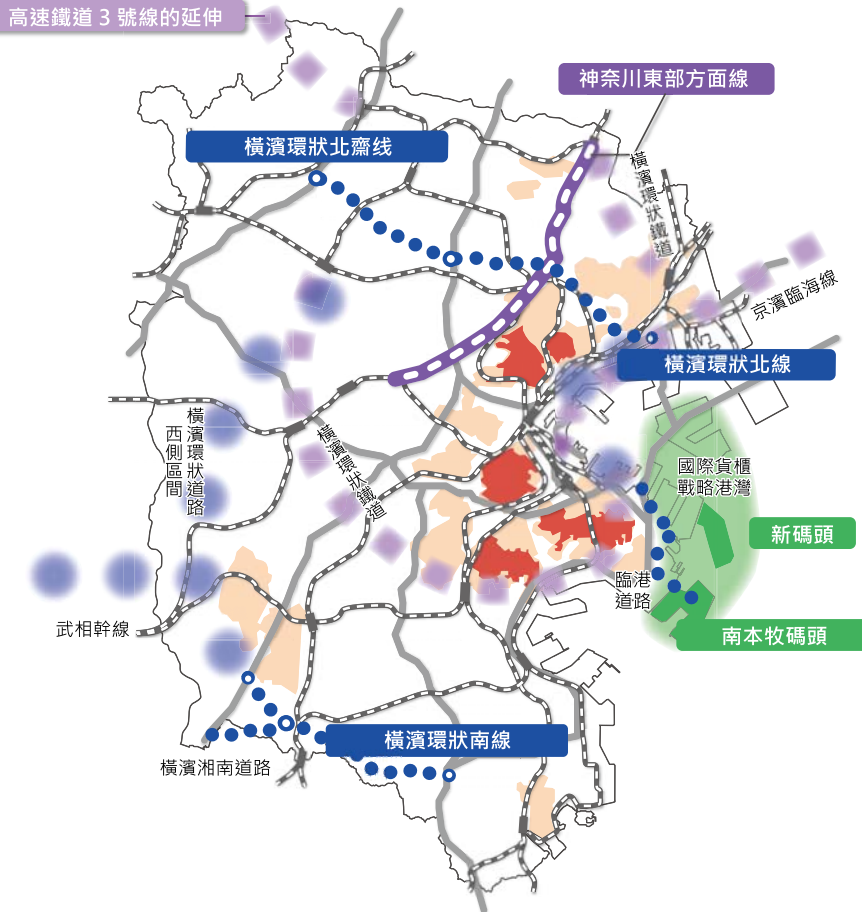 高速鐵道 3 號線的延伸
神奈川東部方面線
橫濱環狀北齋线
橫濱環狀鐵道
京濱臨海線
橫濱環狀北線
橫濱環狀道路
西側區間
橫濱環狀鐵道
國際貨櫃
戰略港灣
新碼頭
臨港
道路
武相幹線
南本牧碼頭
橫濱環狀南線
橫濱湘南道路